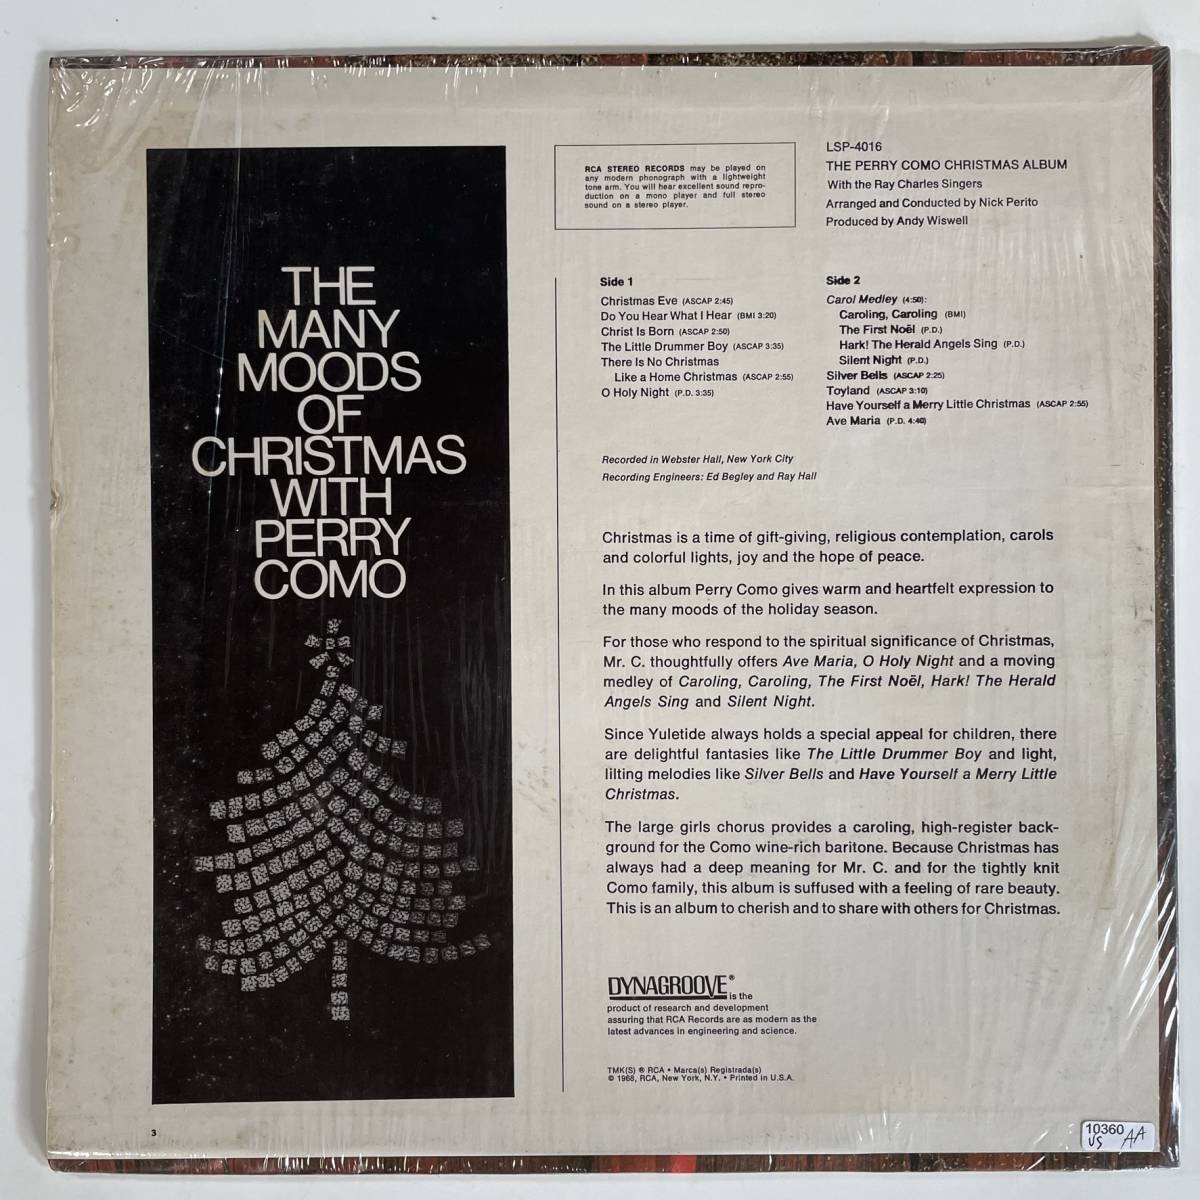 THE
MANY
MOODS
OF
CHRISTMAS
WITH
PERRY
COMO
3
RCA STEREO RECORDS may be played on
any modern phonograph with a lightweight
tone arm. You will hear excellent sound repro-
duction on a mono player and full stereo
sound on a stereo player.
LSP-4016
THE PERRY COMO CHRISTMAS ALBUM
With the Ray Charles Singers
Arranged and Conducted by Nick Perito
Produced by Andy Wiswell
Side 1
Christmas Eve (ASCAP 2:45)
Do You Hear What I Hear (BMI 3:20)
Christ Is Born (ASCAP 2:50)
The Little Drummer Boy (ASCAP 3:35)
There Is No Christmas
Like a Home Christmas (ASCAP 2:55)
O Holy Night (P.D. 3:35)
Side 2
Carol Medley (4:50):
Caroling, Caroling (BMI)
The First Noël (P.D.)
Hark! The Herald Angels Sing (P.D.)
Silent Night (P.D.)
Silver Bells (ASCAP 2:25)
Toyland (ASCAP 3:10)
Have Yourself a Merry Little Christmas (ASCAP 2:55)
Ave Maria (P.D. 4:40)
Recorded in Webster Hall, New York City
Recording Engineers: Ed Begley and Ray Hall
Christmas is a time of gift-giving, religious contemplation, carols
and colorful lights, joy and the hope of peace.
In this album Perry Como gives warm and heartfelt expression to
the many moods of the holiday season.
For those who respond to the spiritual significance of Christmas,
Mr. C. thoughtfully offers Ave Maria, O Holy Night and a moving
medley of Caroling, Caroling, The First Noël, Hark! The Herald
Angels Sing and Silent Night.
Since Yuletide always holds a special appeal for children, there
are delightful fantasies like The Little Drummer Boy and light,
lilting melodies like Silver Bells and Have Yourself a Merry Little
Christmas.
The large girls chorus provides a caroling, high-register back-
ground for the Como wine-rich baritone. Because Christmas has
always had a deep meaning for Mr. C. and for the tightly knit
Como family, this album is suffused with a feeling of rare beauty.
This is an album to cherish and to share with others for Christmas.
DYNAGROOVE® is the
product of research and development
assuring that RCA Records are as modern as the
latest advances in engineering and science.
TMK(S) ® RCA • Marca(s) Registrada(s)
© 1968, RCA, New York, N.Y. • Printed in U.S.A.
10360
US AA